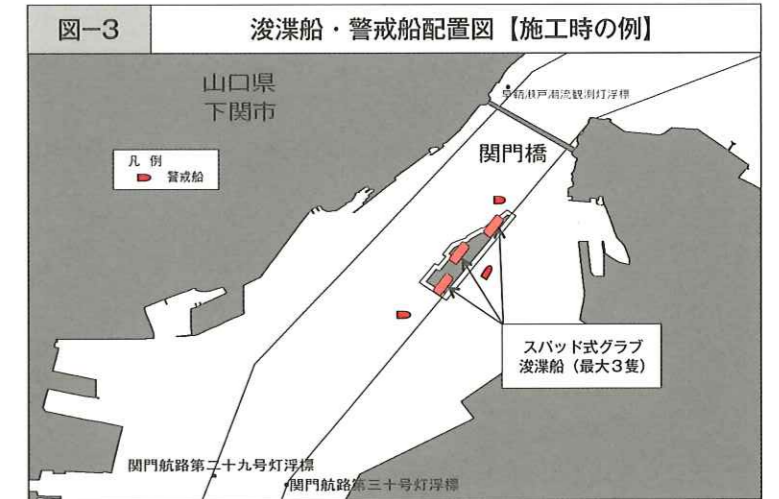 図-3
浚渫船・警戒船配置図【施工時の例】
山口県
下関市
早鞆瀬戸潮流観測灯浮標
関門橋
凡 例
警戒船
スパッド式グラブ
浚渫船（最大3隻）
関門航路第二十九号灯浮標
関門航路第三十号灯浮標